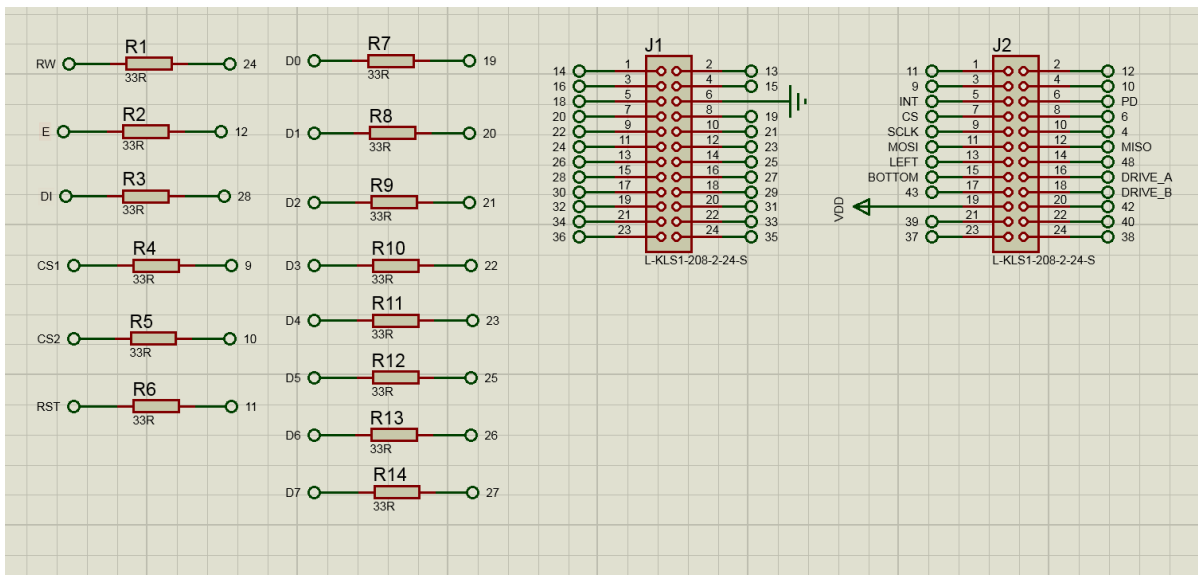 R1
RW 24
33R
R2
E 12
33R
R3
DI 28
33R
R4
CS1 9
33R
R5
CS2 10
33R
R6
RST 11
33R
R7
D0 19
33R
R8
D1 20
33R
R9
D2 21
33R
R10
D3 22
33R
R11
D4 23
33R
R12
D5 25
33R
R13
D6 26
33R
R14
D7 27
33R
J1
14 1 2 13
16 3 4 15
18 5 6
20 7 8 19
22 9 10 21
24 11 12 23
26 13 14 25
28 15 16 27
30 17 18 29
32 19 20 31
34 21 22 33
36 23 24 35
L-KLS1-208-2-24-S
J2
11 1 2 12
9 3 4 10
INT 5 6 PD
CS 7 8 6
SCLK 9 10 4
MOSI 11 12 MISO
LEFT 13 14 48
BOTTOM 15 16 DRIVE_A
43 17 18 DRIVE_B
VDD 19 20 42
39 21 22 40
37 23 24 38
L-KLS1-208-2-24-S